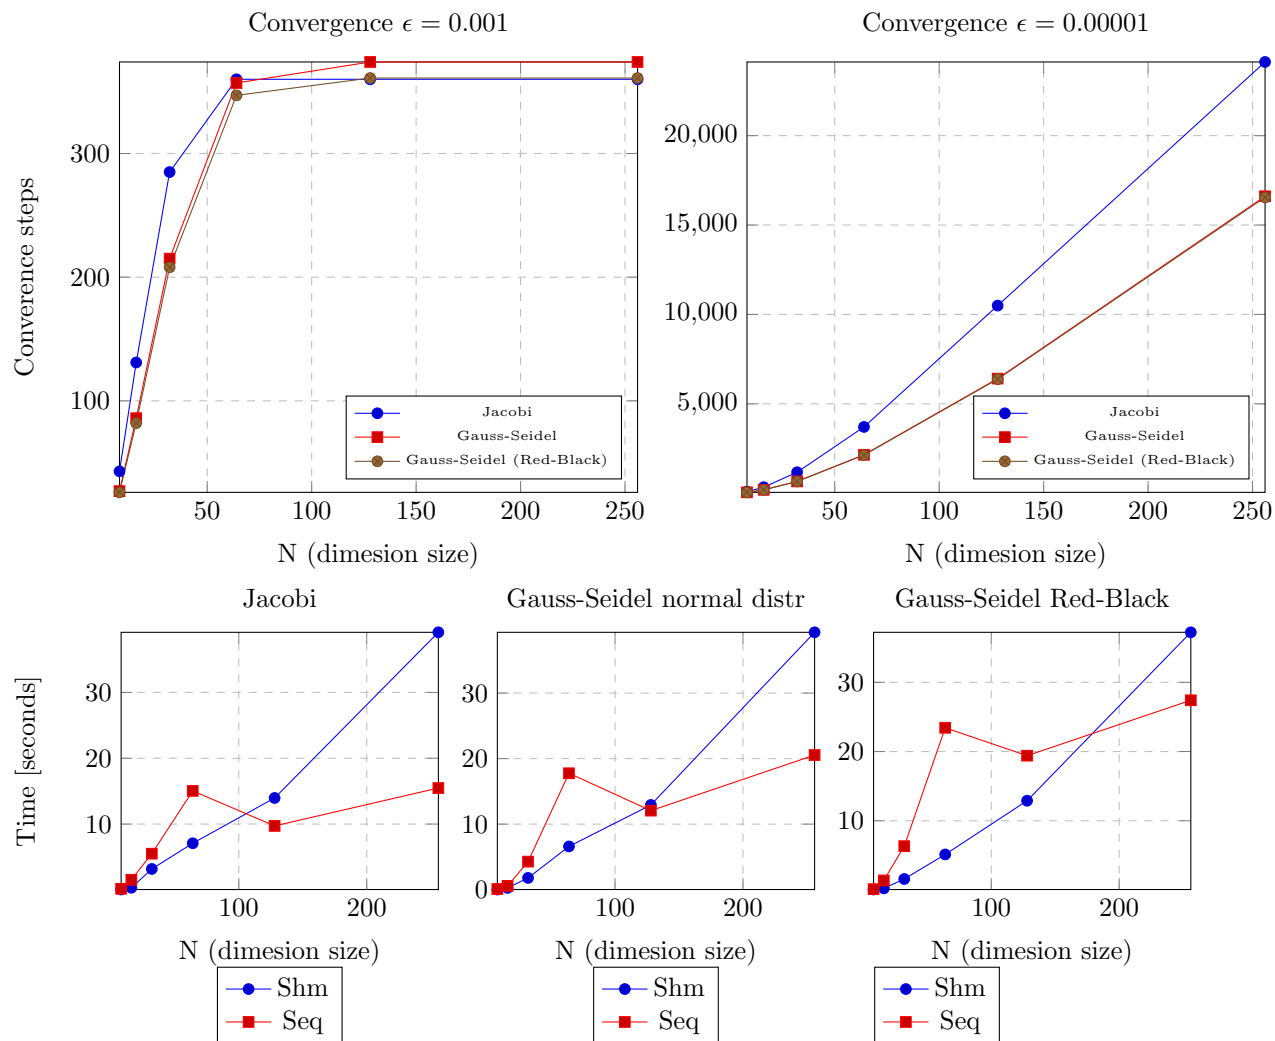 Convergence ϵ = 0.001
Converence steps
300
200
100
50
100
150
200
250
N (dimesion size)
Jacobi
Gauss-Seidel
Gauss-Seidel (Red-Black)
Convergence ϵ = 0.00001
20,000
15,000
10,000
5,000
50
100
150
200
250
N (dimesion size)
Jacobi
Gauss-Seidel
Gauss-Seidel (Red-Black)
Jacobi
Time [seconds]
30
20
10
100
200
N (dimesion size)
Shm
Seq
Gauss-Seidel normal distr
30
20
10
0
100
200
N (dimesion size)
Shm
Seq
Gauss-Seidel Red-Black
30
20
10
100
200
N (dimesion size)
Shm
Seq